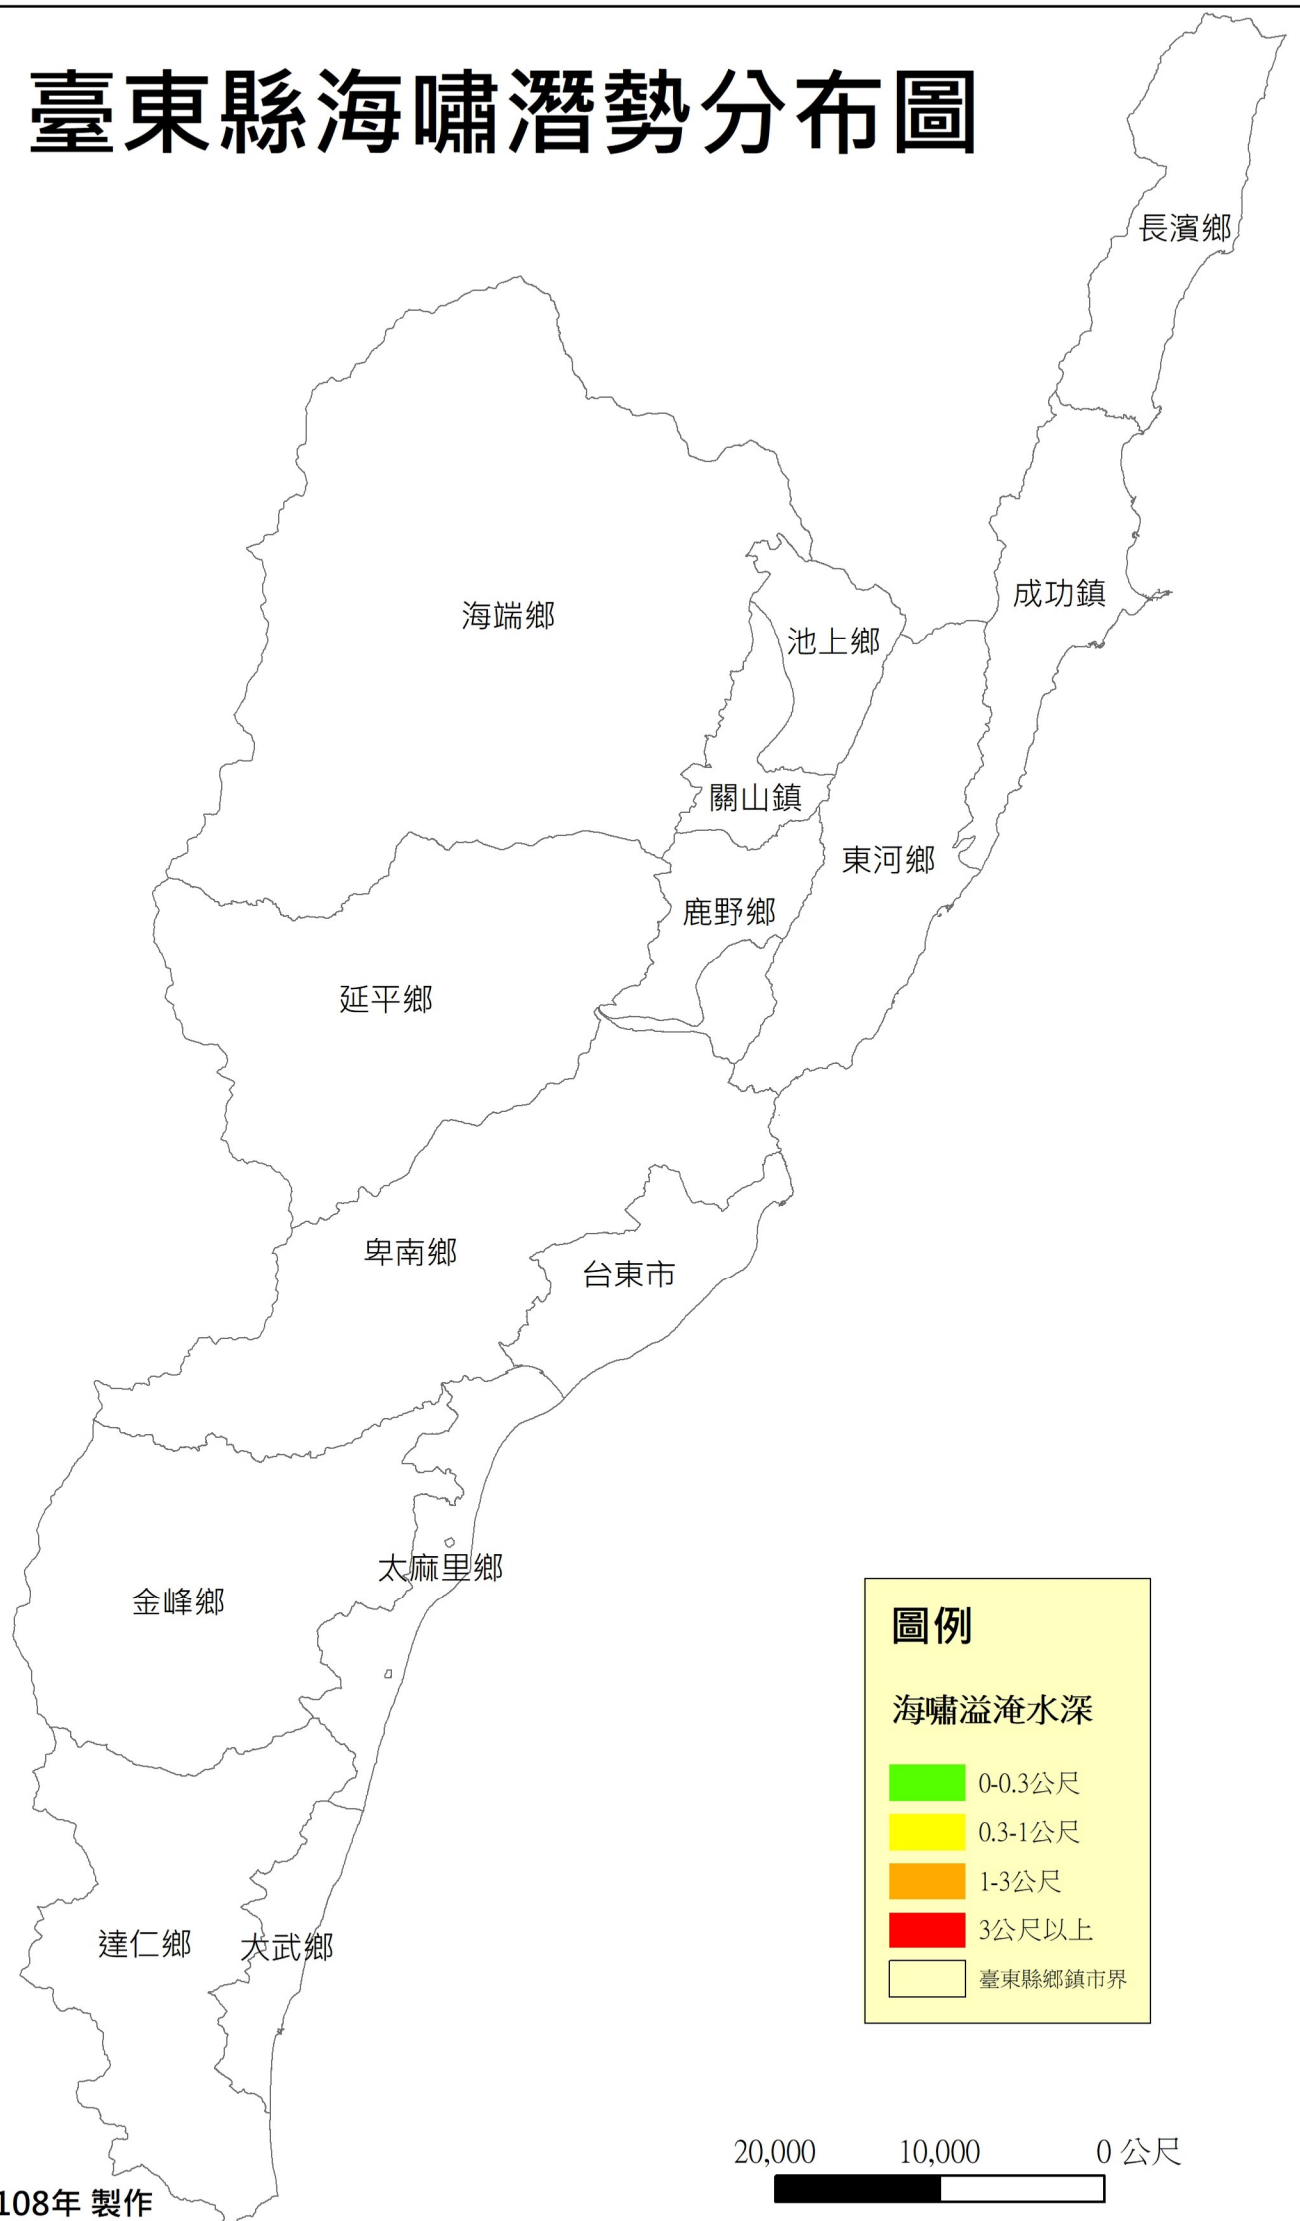 臺東縣海嘯潛勢分布圖
長濱鄉
成功鎮
海端鄉
池上鄉
關山鎮
東河鄉
鹿野鄉
延平鄉
卑南鄉
台東市
太麻里鄉
金峰鄉
達仁鄉
大武鄉
圖例
海嘯溢淹水深
0-0.3公尺
0.3-1公尺
1-3公尺
3公尺以上
臺東縣鄉鎮市界
20,000 10,000 0 公尺
108年 製作